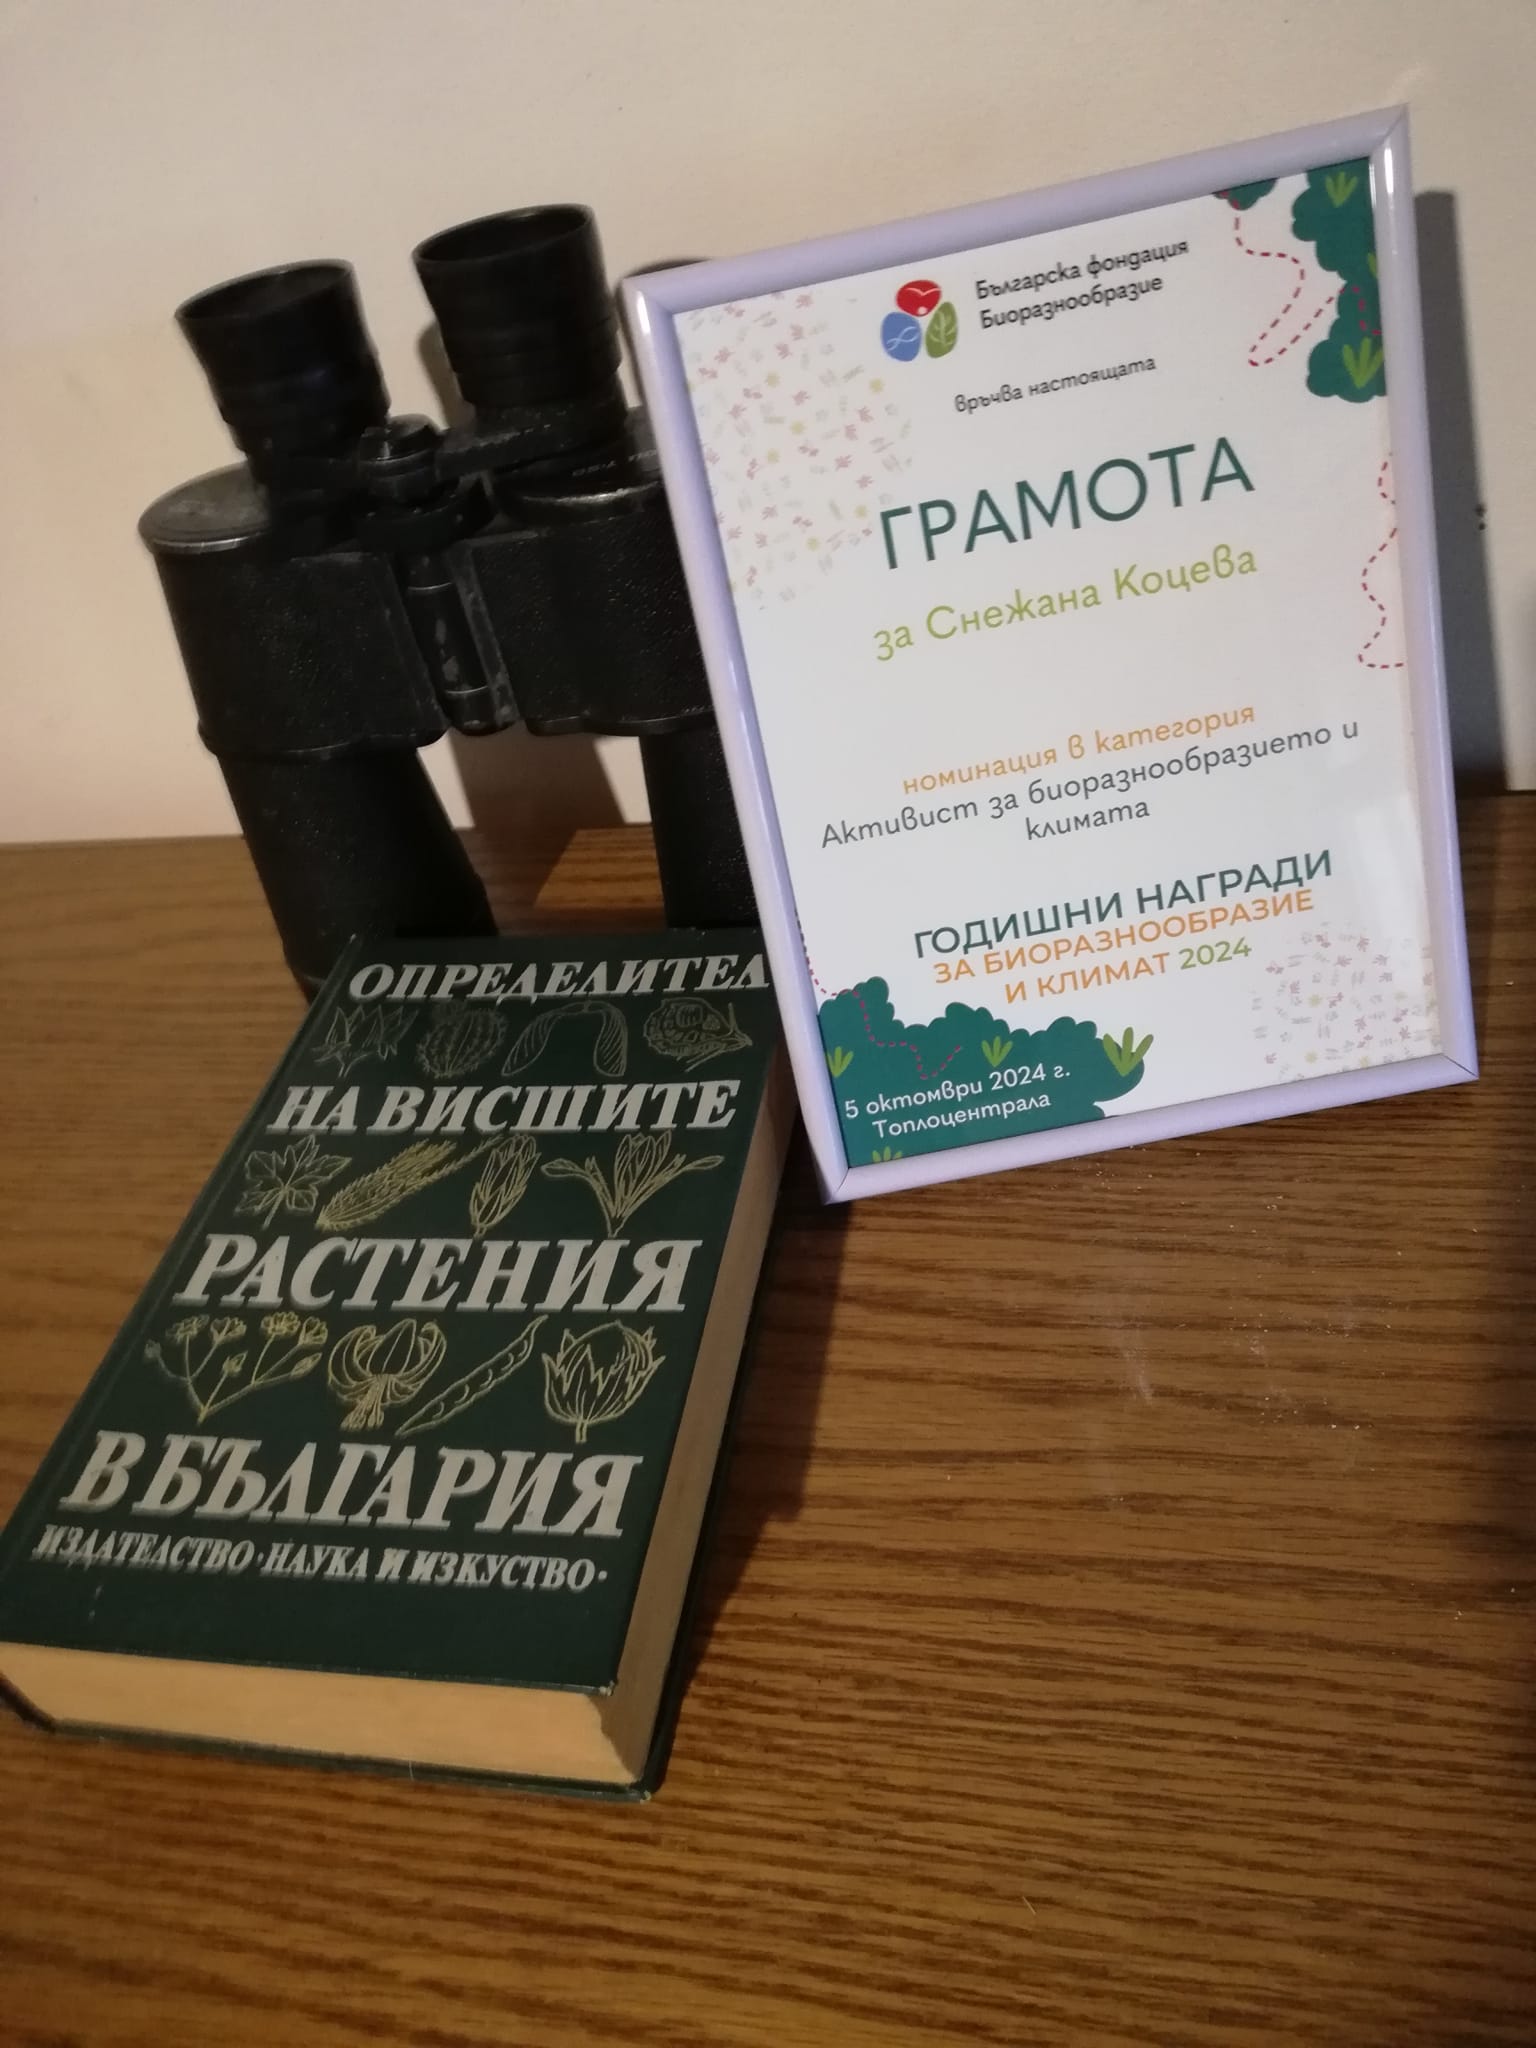 Българска фондация
Биоразнообразие
връчва настоящата
ГРАМОТА
за Снежана Коцева
номинация в категория
Активист за биоразнообразието и
климата
ГОДИШНИ НАГРАДИ
ЗА БИОРАЗНООБРАЗИЕ
И КЛИМАТ 2024
5 октомври 2024 г.
Топлоцентрала
ОПРЕДЕЛИТЕЛ
НА ВИСШИТЕ
РАСТЕНИЯ
В БЪЛГАРИЯ
ИЗДАТЕЛСТВО·НАУКА И ИЗКУСТВО·